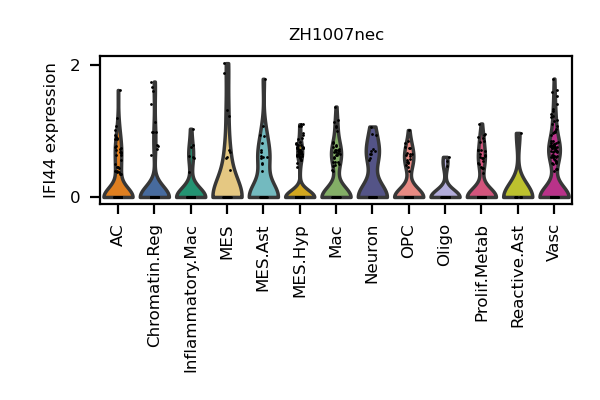 ZH1007nec
IFI44 expression
2
0
AC
Chromatin.Reg
Inflammatory.Mac
MES
MES.Ast
MES.Hyp
Mac
Neuron
OPC
Oligo
Prolif.Metab
Reactive.Ast
Vasc